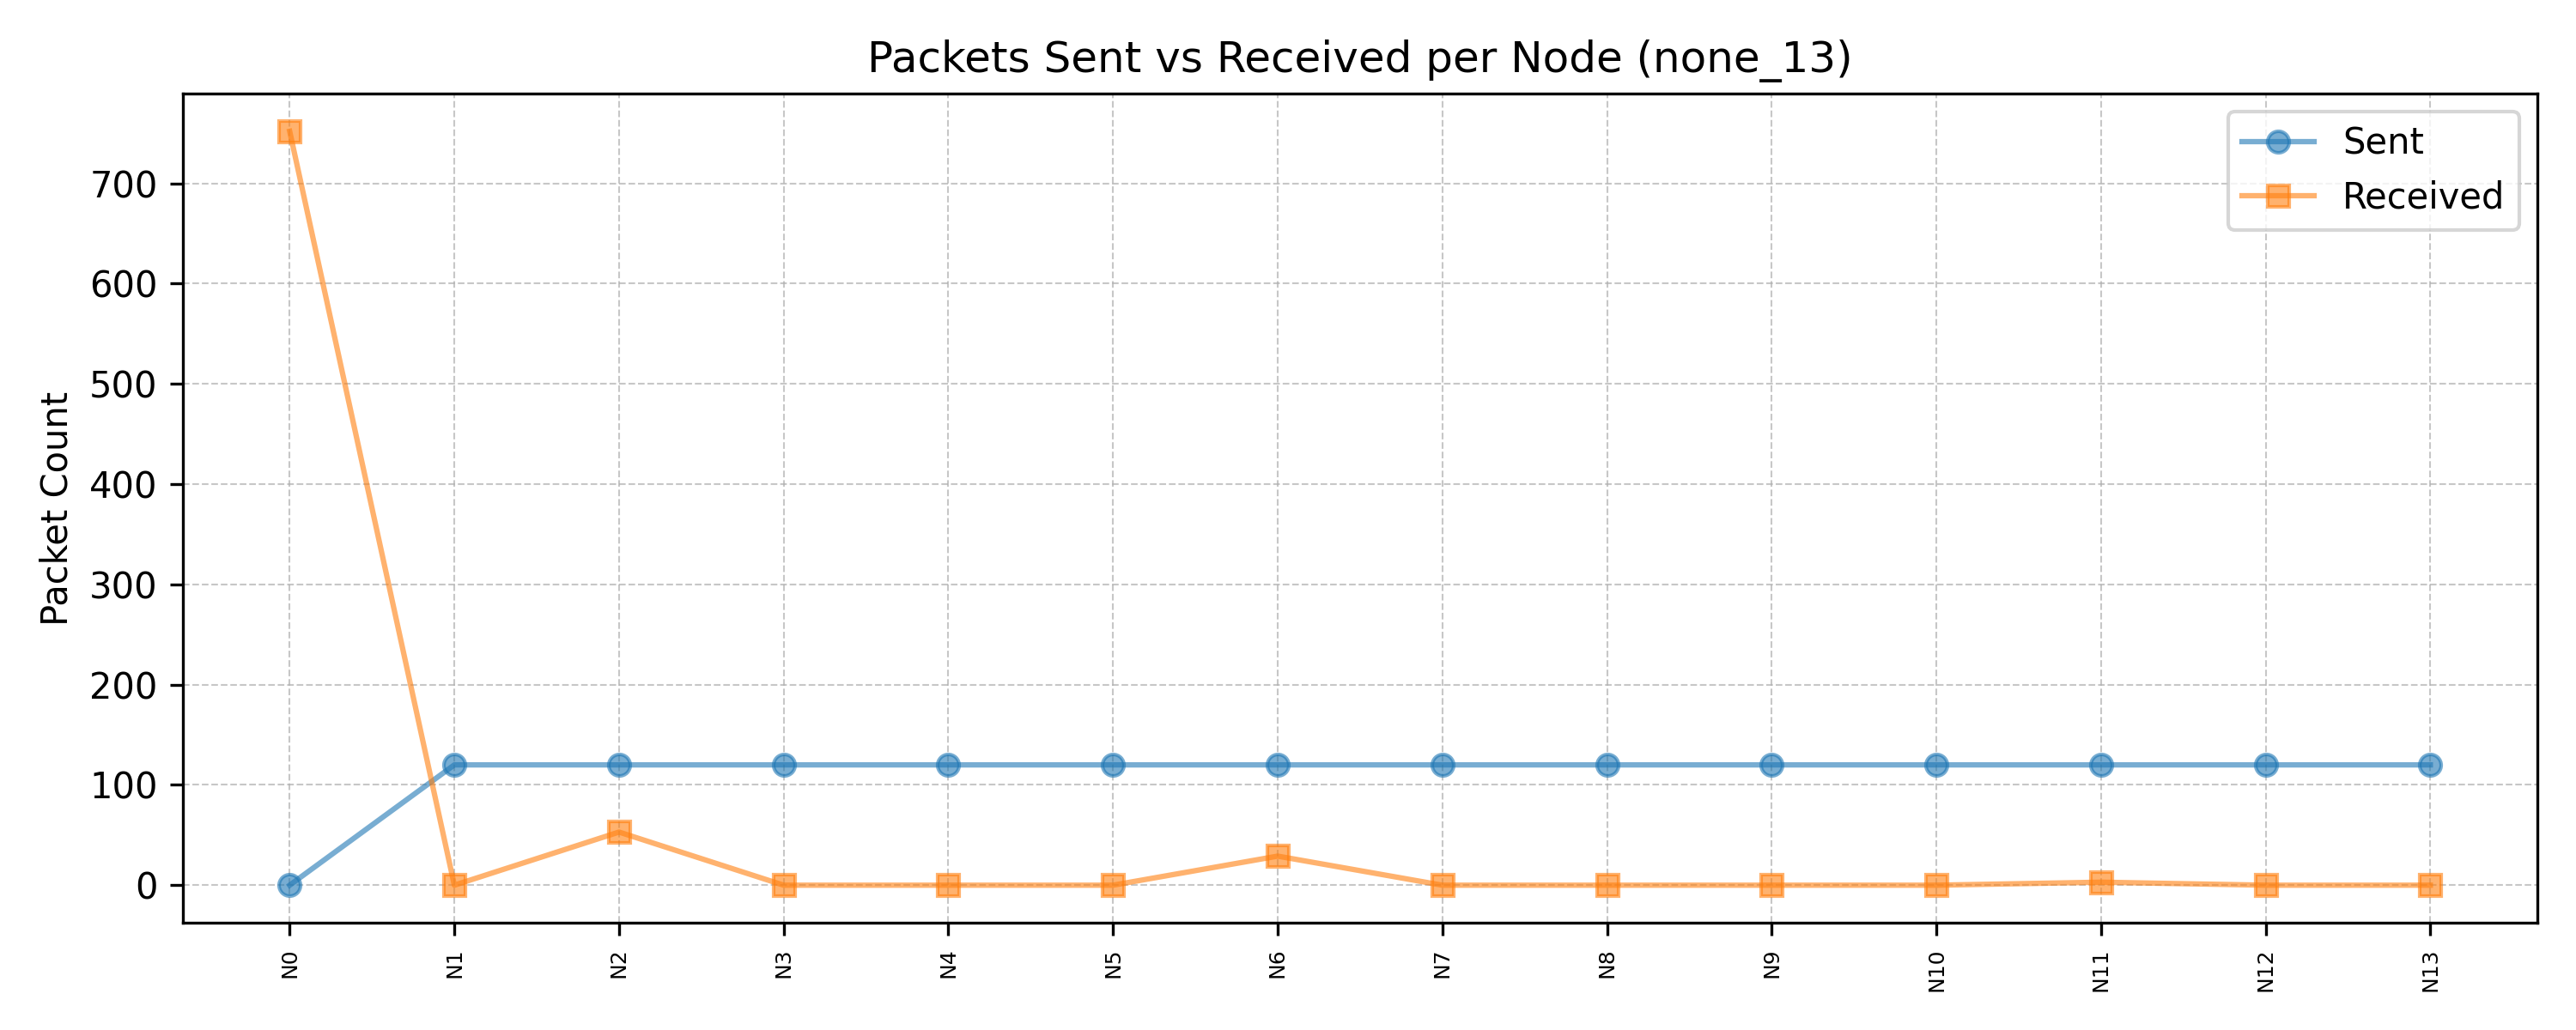 Packets Sent vs Received per Node (none_13)
Sent
Received
Packet Count
700
600
500
400
300
200
100
0
N0 N1 N2 N3 N4 N5 N6 N7 N8 N9 N10 N11 N12 N13